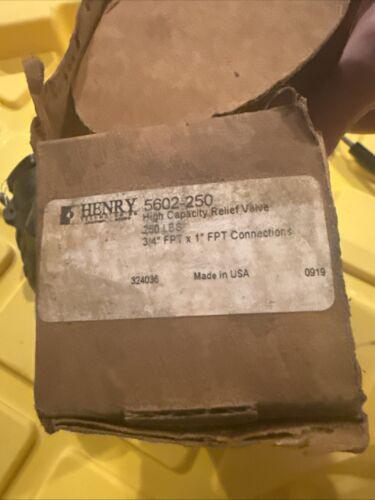 HENRY 5602-250
High Capacity Relief Valve
250 LBS
3/4" FPT x 1" FPT Connections
324036 Made in USA 0919